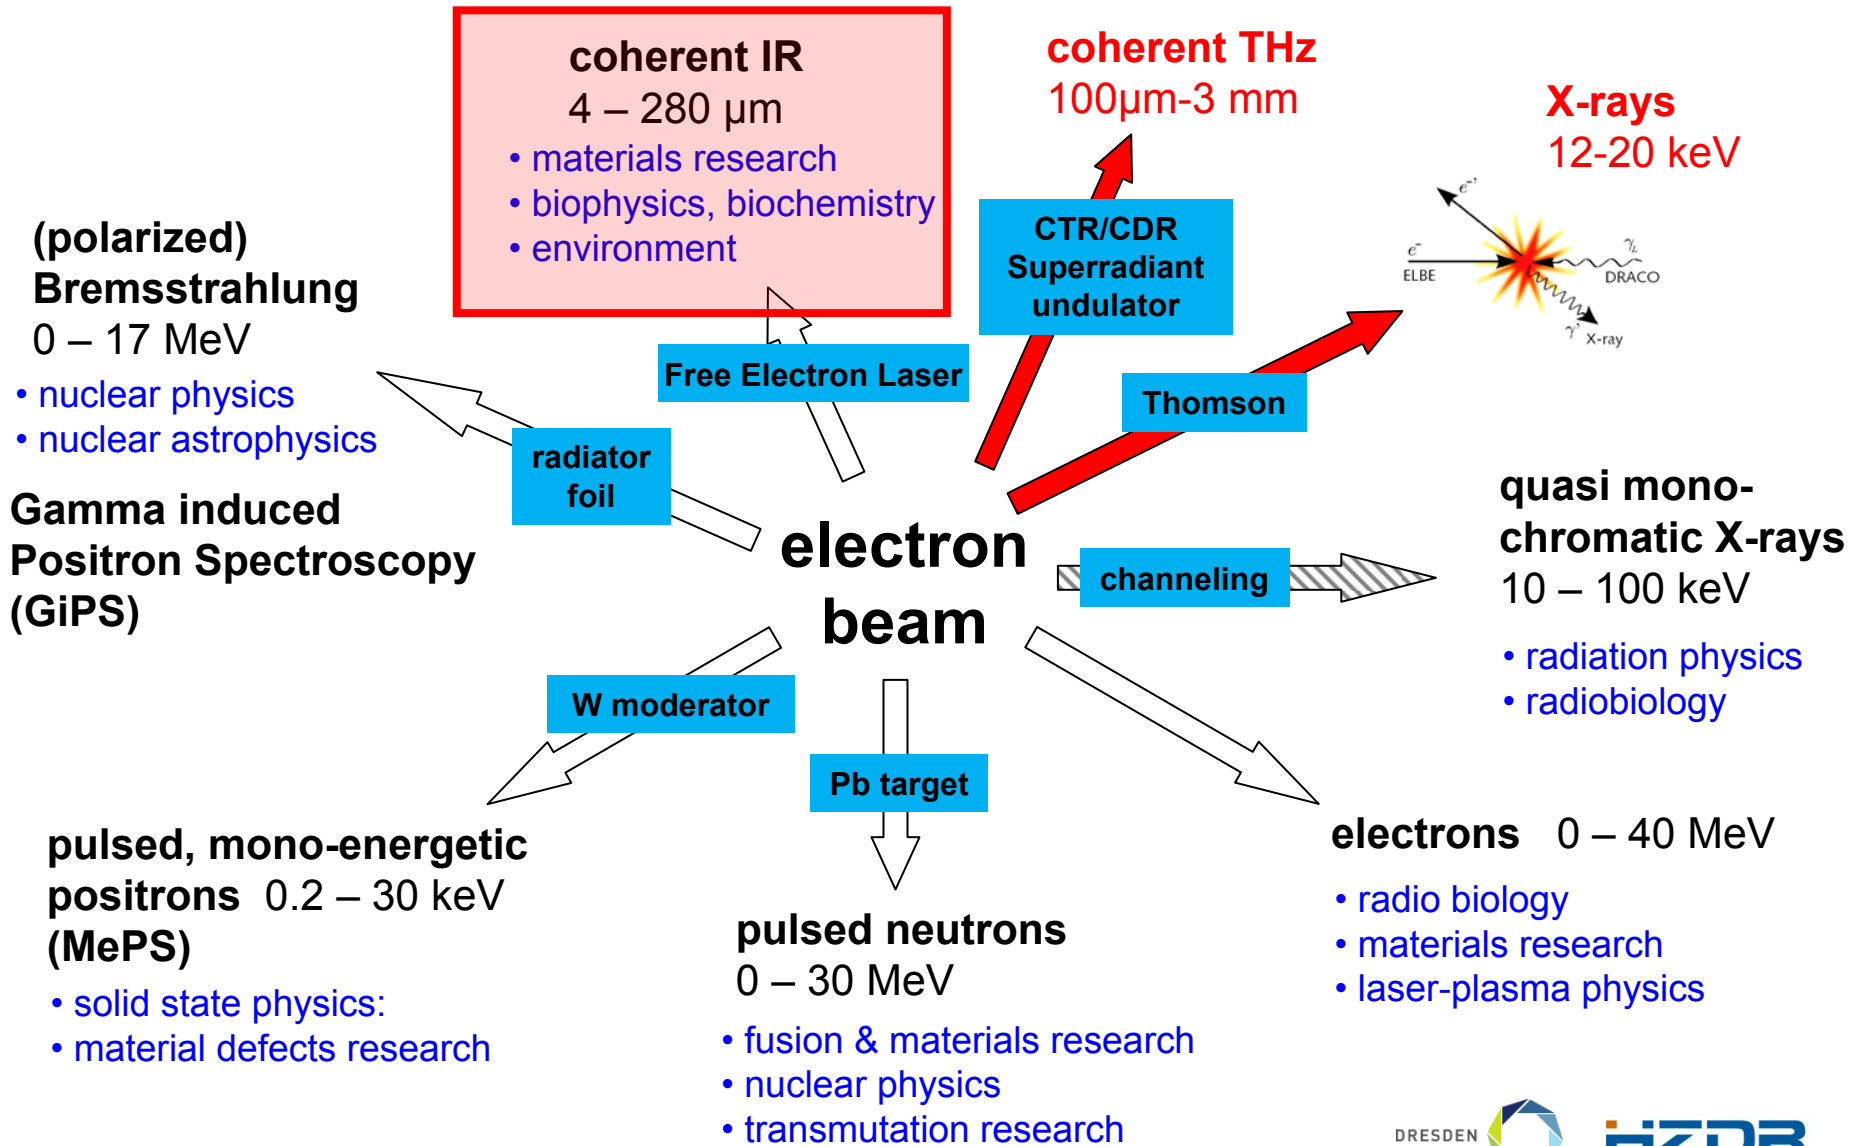 coherent IR
4 – 280 µm
• materials research
• biophysics, biochemistry
• environment
coherent THz
100µm-3 mm
X-rays
12-20 keV
e-'
e-
ELBE
γL
DRACO
γ'
X-ray
(polarized)
Bremsstrahlung
0 – 17 MeV
• nuclear physics
• nuclear astrophysics
Gamma induced
Positron Spectroscopy
(GiPS)
CTR/CDR
Superradiant
undulator
Free Electron Laser
Thomson
radiator
foil
electron
beam
channeling
quasi mono-
chromatic X-rays
10 – 100 keV
• radiation physics
• radiobiology
W moderator
Pb target
pulsed, mono-energetic
positrons 0.2 – 30 keV
(MePS)
• solid state physics:
• material defects research
pulsed neutrons
0 – 30 MeV
• fusion & materials research
• nuclear physics
• transmutation research
electrons 0 – 40 MeV
• radio biology
• materials research
• laser-plasma physics
DRESDEN
HZDR